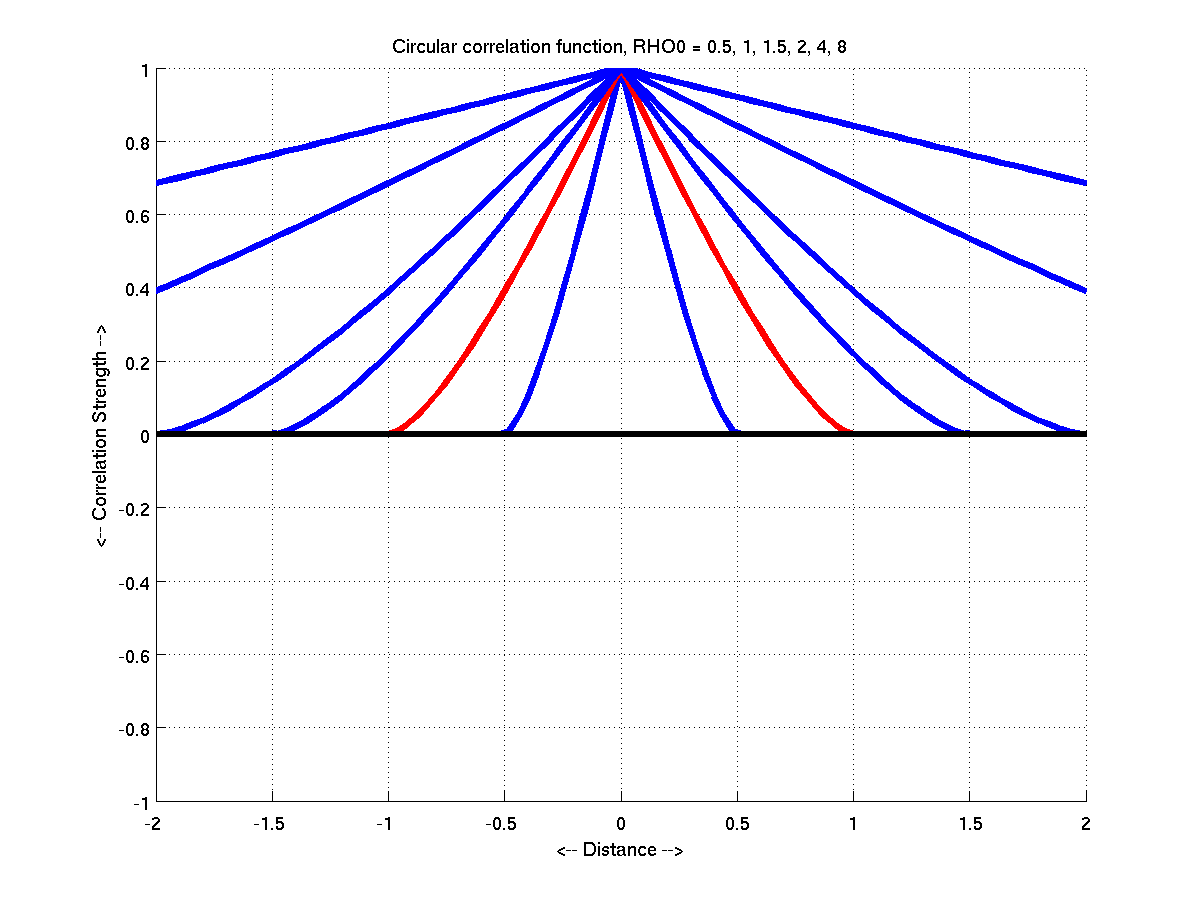 Circular correlation function, RHO0 = 0.5, 1, 1.5, 2, 4, 8
1
0.8
0.6
0.4
0.2
0
-0.2
-0.4
-0.6
-0.8
-1
<-- Correlation Strength -->
-2 -1.5 -1 -0.5 0 0.5 1 1.5 2
<-- Distance -->